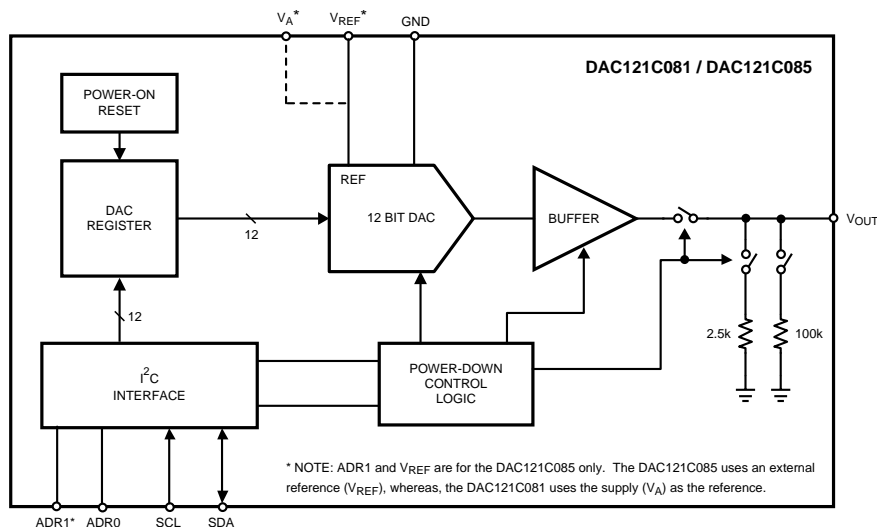 VA* VREF* GND
DAC121C081 / DAC121C085
POWER-ON
RESET
REF
DAC
REGISTER
12
12 BIT DAC
BUFFER
VOUT
12
2.5k
100k
I2C
INTERFACE
POWER-DOWN
CONTROL
LOGIC
* NOTE: ADR1 and VREF are for the DAC121C085 only. The DAC121C085 uses an external
reference (VREF), whereas, the DAC121C081 uses the supply (VA) as the reference.
ADR1* ADR0 SCL SDA